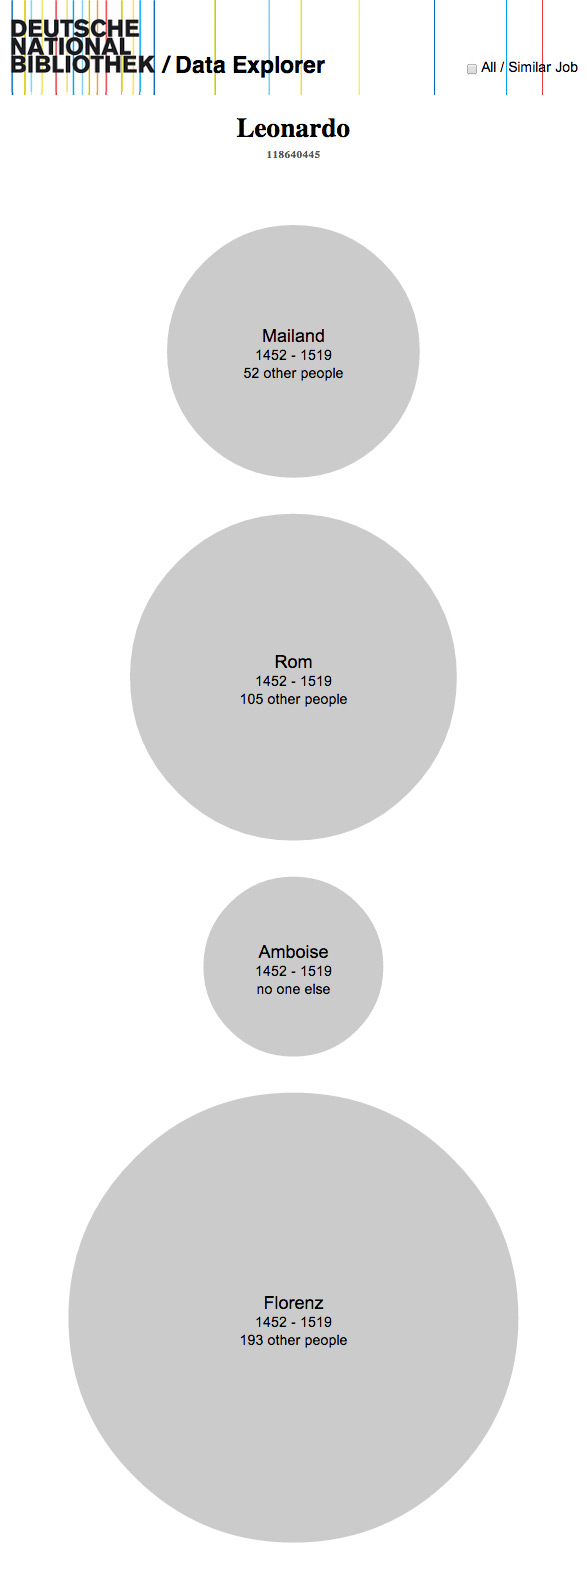 DEUTSCHE
NATIONAL
BIBLIOTHEK / Data Explorer
All / Similar Job
Leonardo
118640445
Mailand
1452 - 1519
52 other people
Rom
1452 - 1519
105 other people
Amboise
1452 - 1519
no one else
Florenz
1452 - 1519
193 other people